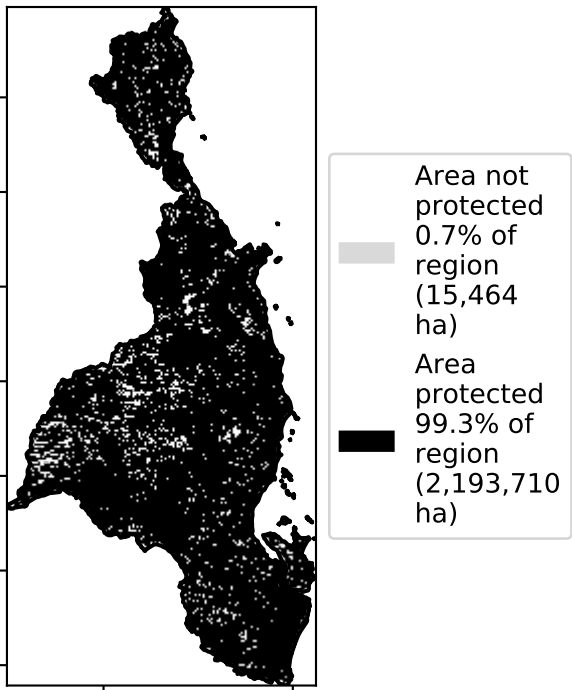 Area not
protected
0.7% of
region
(15,464
ha)
Area
protected
99.3% of
region
(2,193,710
ha)